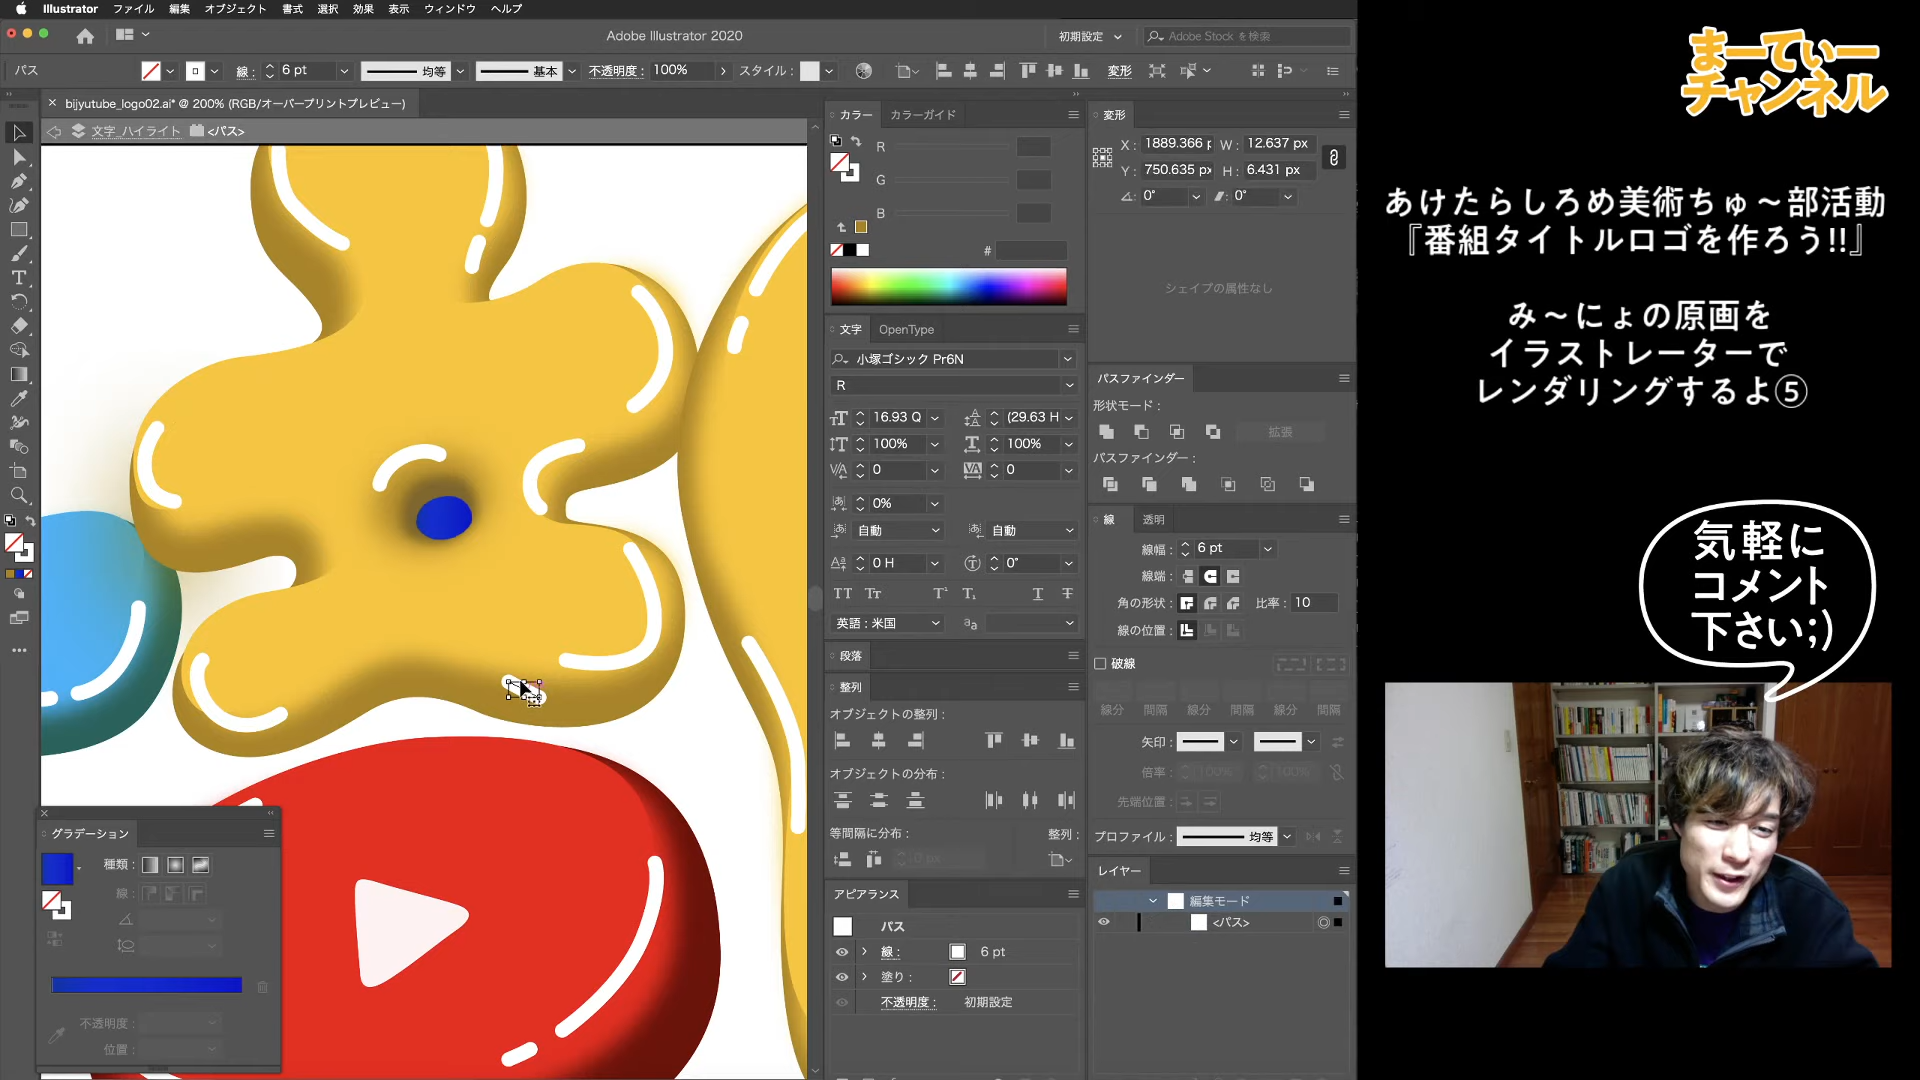 Illustrator ファイル 編集 オブジェクト 書式 選択 効果 表示 ウィンドウ ヘルプ
Adobe Illustrator 2020
初期設定
Adobe Stock を検索
パス
線 : 6 pt 均等 基本 不透明度 : 100% スタイル : 変形
bijyutube_logo02.ai* @ 200% (RGB/オーバープリントプレビュー)
文字_ハイライト <パス>
カラー カラーガイド
R
G
B
#
文字 OpenType
小塚ゴシック Pr6N
R
16.93 Q (29.63 H
100% 100%
0 0
0%
自動 自動
0 H 0°
英語 : 米国
段落
整列
オブジェクトの整列 :
オブジェクトの分布 :
等間隔に分布 : 整列 :
0 px
アピアランス
パス
線 : 6 pt
塗り :
不透明度 : 初期設定
変形
X : 1889.366 p W : 12.637 px
Y : 750.635 px H : 6.431 px
0° 0°
シェイプの属性なし
パスファインダー
形状モード :
拡張
パスファインダー :
線 透明
線幅 : 6 pt
線端 :
角の形状 : 比率 : 10
線の位置 :
破線
線分 間隔 線分 間隔 線分 間隔
矢印 :
倍率 : 100% 100%
先端位置 :
プロファイル : 均等
レイヤー
編集モード
<パス>
グラデーション
種類 :
線 :
不透明度 :
位置 :
まーてぃー
チャンネル
あけたらしろめ美術ちゅ〜部活動
『番組タイトルロゴを作ろう!!』
み〜にょの原画を
イラストレーターで
レンダリングするよ⑤
気軽に
コメント
下さい;)